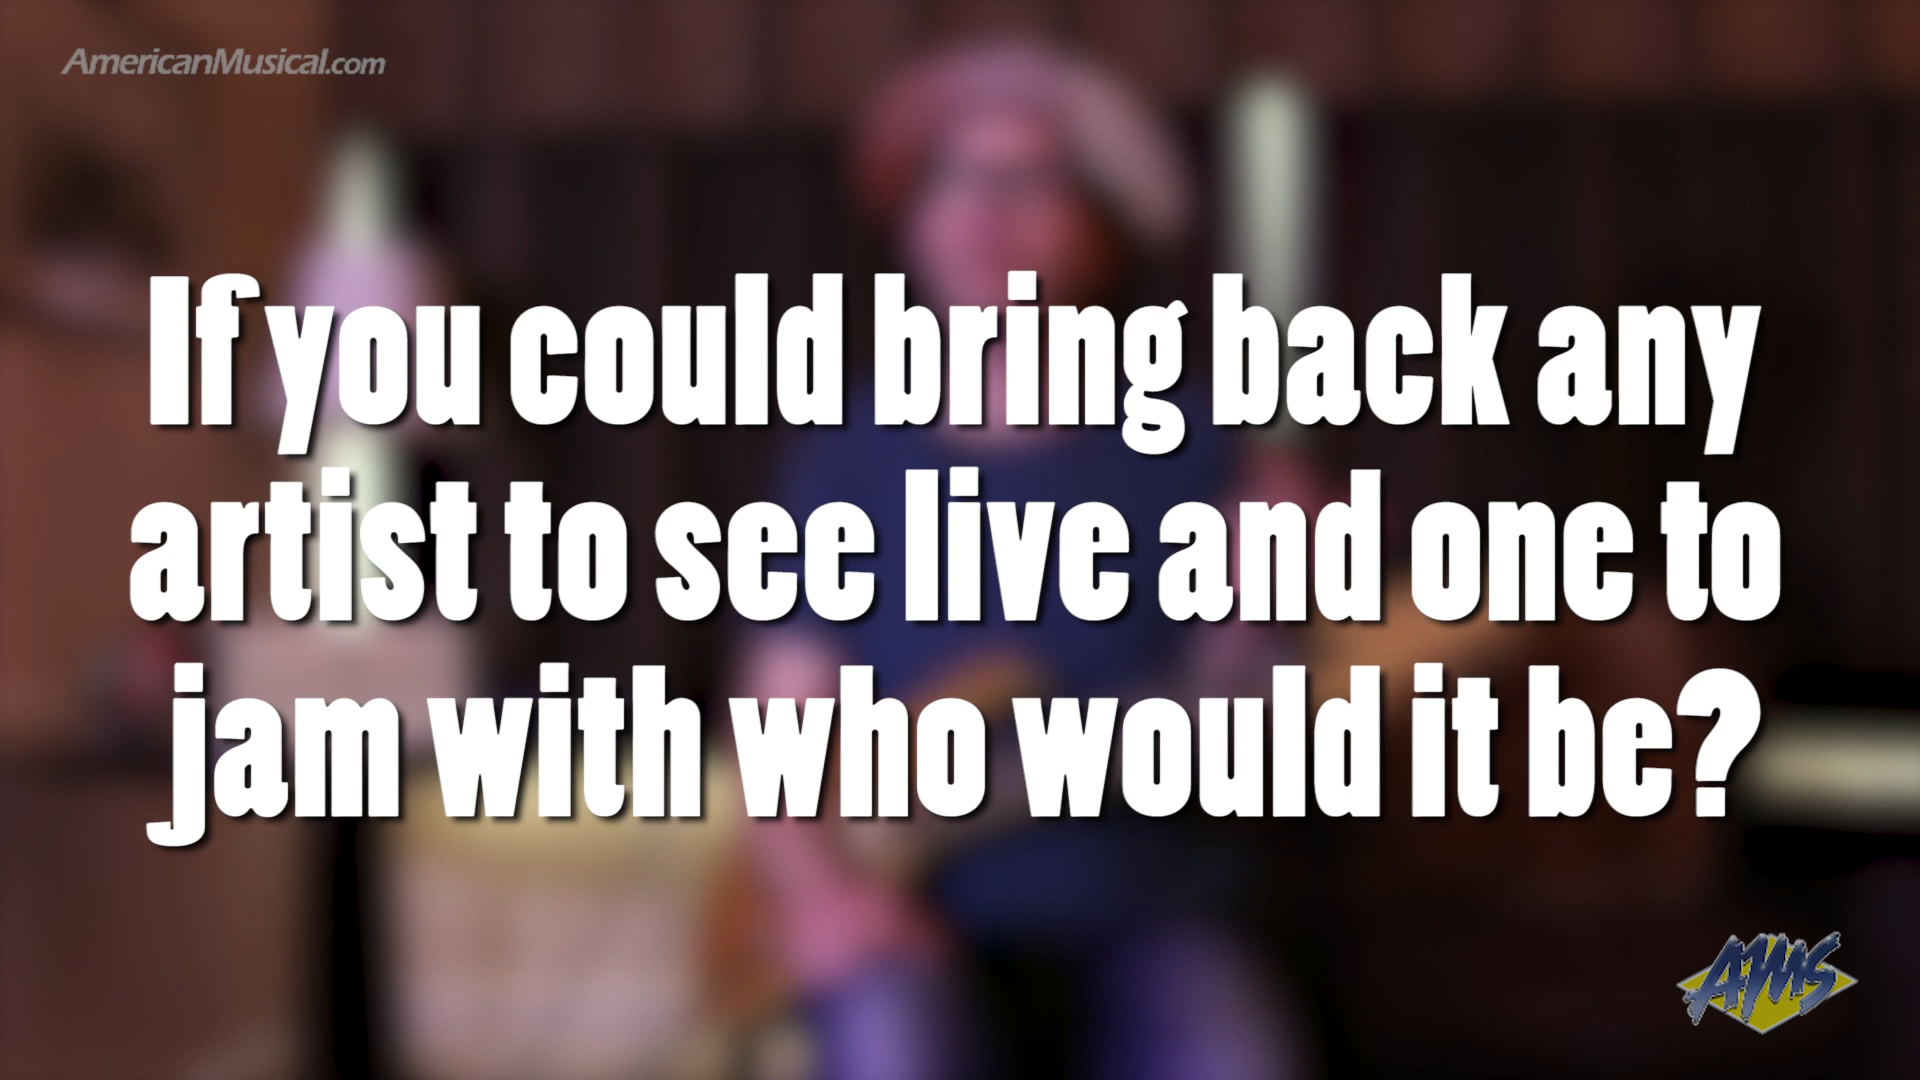 AmericanMusical.com
If you could bring back any
artist to see live and one to
jam with who would it be?
AMS